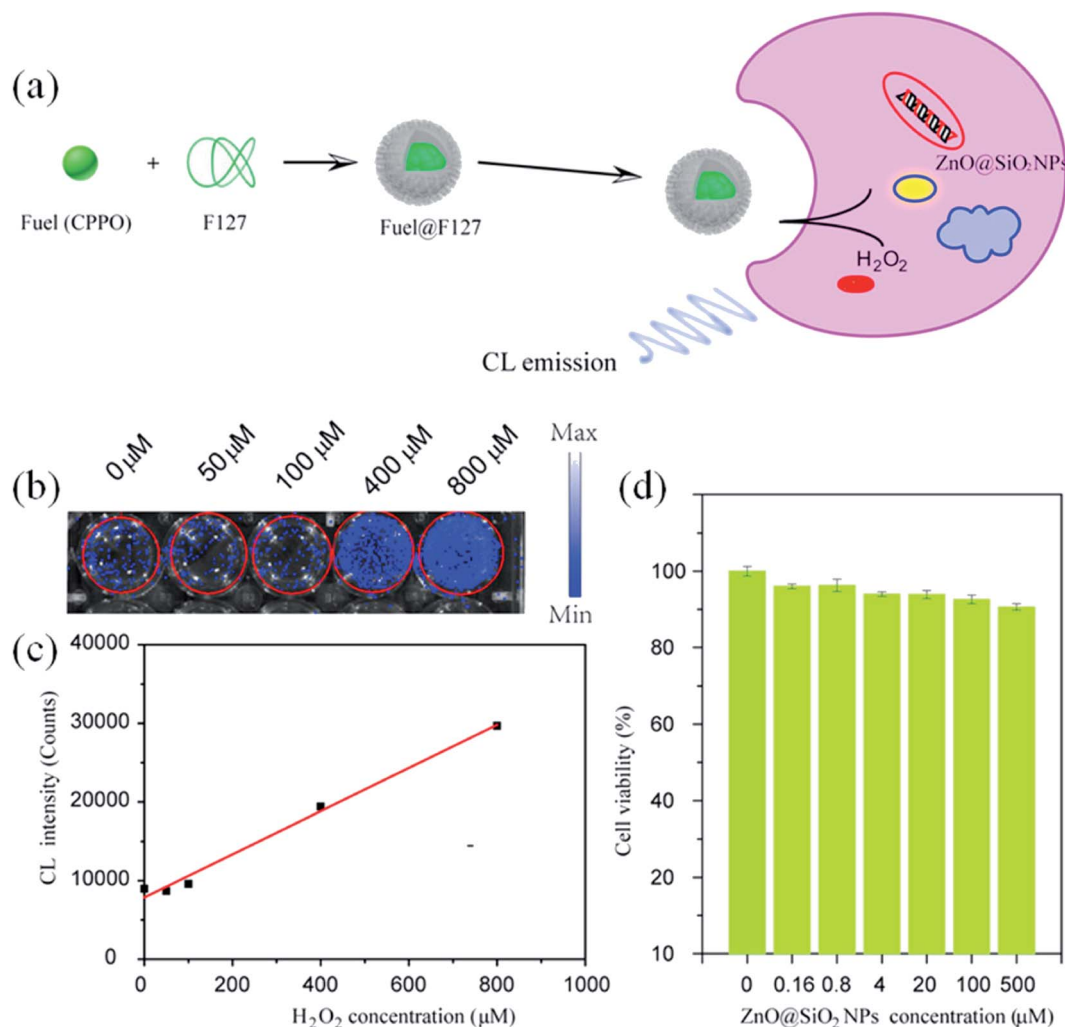 (a)
ZnO@SiO₂NPs
+
Fuel (CPPO)
F127
Fuel@F127
H₂O₂
CL emission
(b)
0 µM
50 µM
100 µM
400 µM
800 µM
Max
Min
(c)
40000
30000
20000
10000
0
CL intensity (Counts)
0
200
400
600
800
1000
H₂O₂ concentration (µM)
(d)
100
80
60
40
20
10
Cell viability (%)
0
0.16
0.8
4
20
100
500
ZnO@SiO₂ NPs concentration (µM)